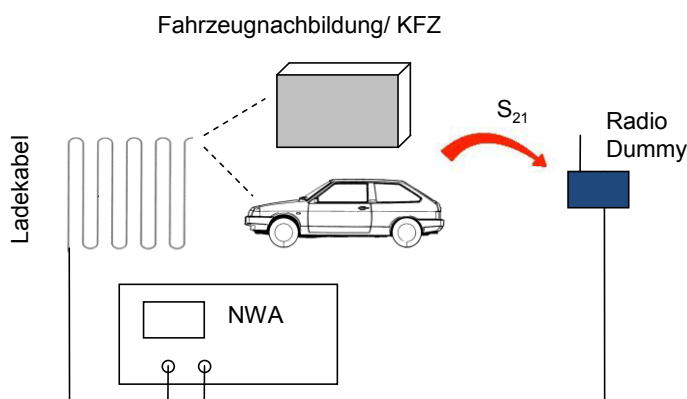 Fahrzeugnachbildung/ KFZ
S₂₁
Radio
Dummy
Ladekabel
NWA